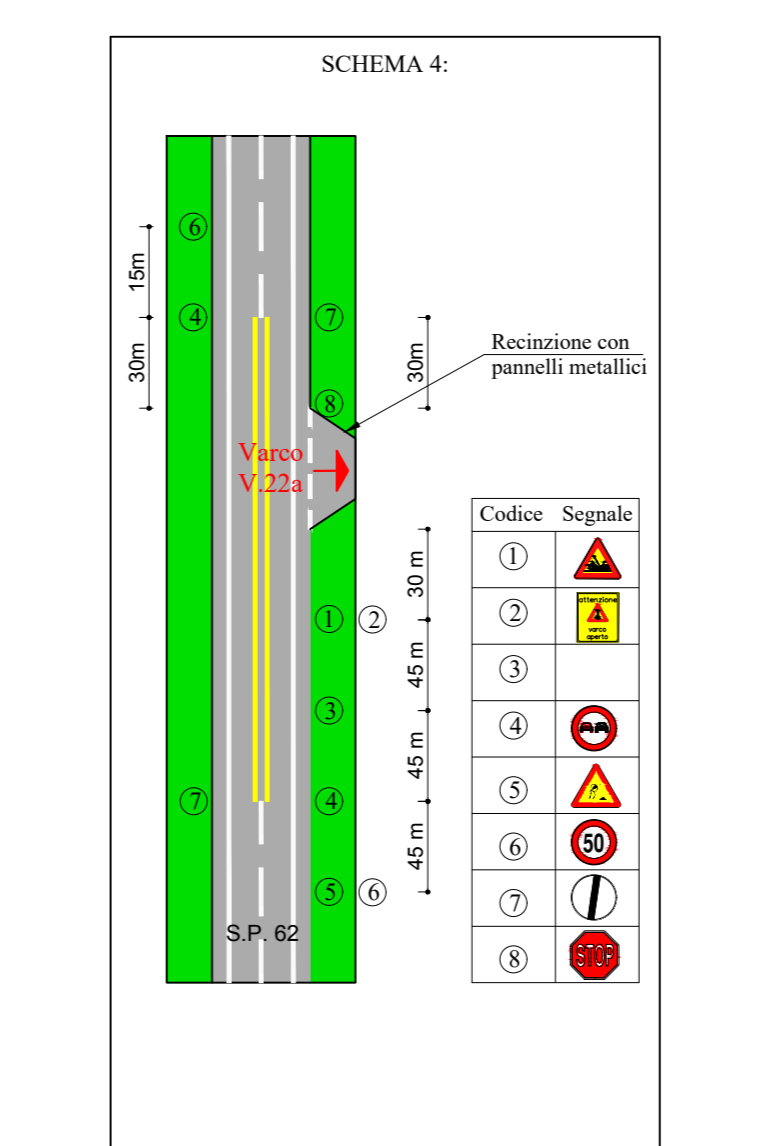 SCHEMA 4:
6
15m
4
7
30m
30m
Recinzione con
pannelli metallici
8
Varco
V.22a
Codice Segnale
1
30 m
2
attenzione
varco
aperto
1 2
3
45 m
3
4
45 m
5
7
4
6
50
45 m
5 6
7
S.P. 62
8
STOP